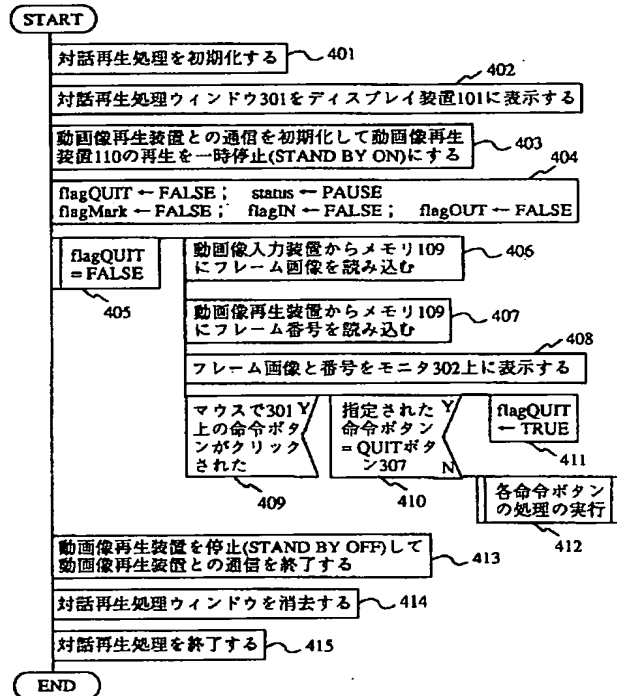 START
対話再生処理を初期化する
401
402
対話再生処理ウィンドウ301をディスプレイ装置101に表示する
動画像再生装置との通信を初期化して動画像再生
装置110の再生を一時停止(STAND BY ON)にする
403
404
flagQUIT ← FALSE ; status ← PAUSE
flagMark ← FALSE ; flagIN ← FALSE ; flagOUT ← FALSE
flagQUIT
= FALSE
405
動画像入力装置からメモリ109
にフレーム画像を読み込む
406
動画像再生装置からメモリ109
にフレーム番号を読み込む
407
408
フレーム画像と番号をモニタ302上に表示する
マウスで301
上の命令ボタ
ンがクリック
された
Y
409
指定された
命令ボタン
= QUITボタ
ン307
Y
N
410
flagQUIT
← TRUE
411
各命令ボタン
の処理の実行
412
動画像再生装置を停止(STAND BY OFF)して
動画像再生装置との通信を終了する
413
対話再生処理ウィンドウを消去する
414
対話再生処理を終了する
415
END